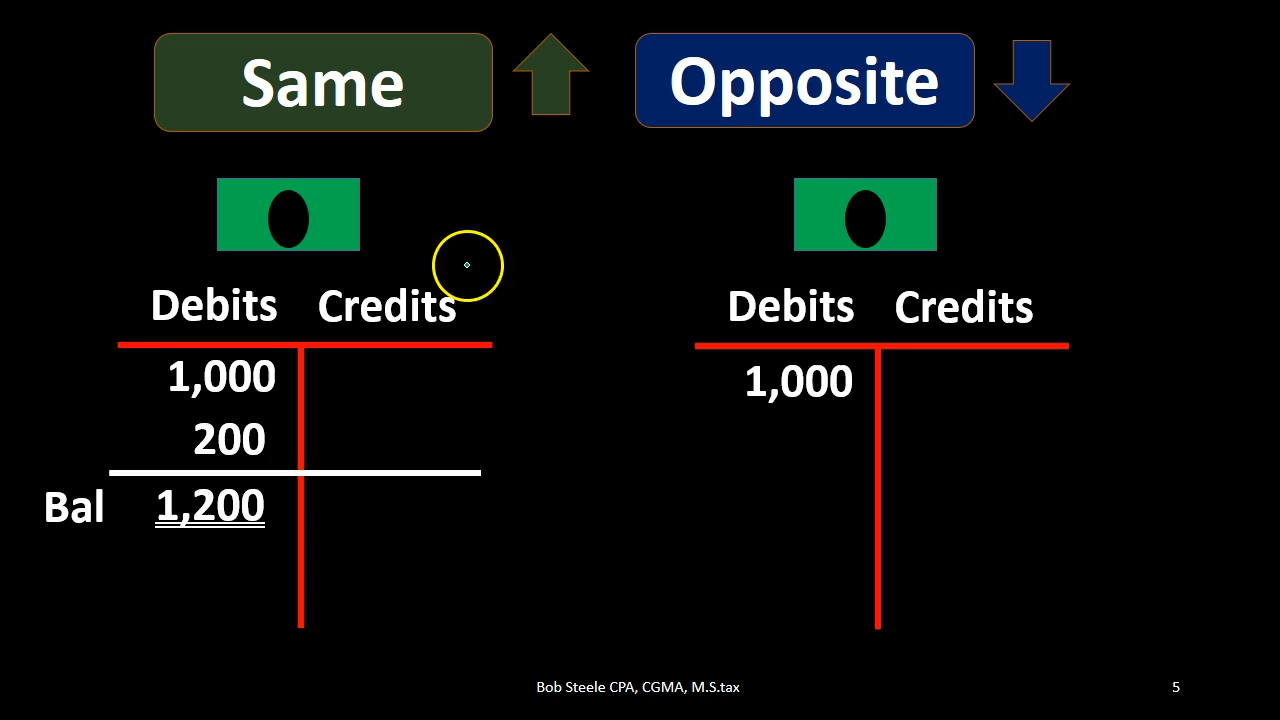 Same
Opposite
Debits Credits
1,000
200
Bal 1,200
Debits Credits
1,000
Bob Steele CPA, CGMA, M.S.tax
5